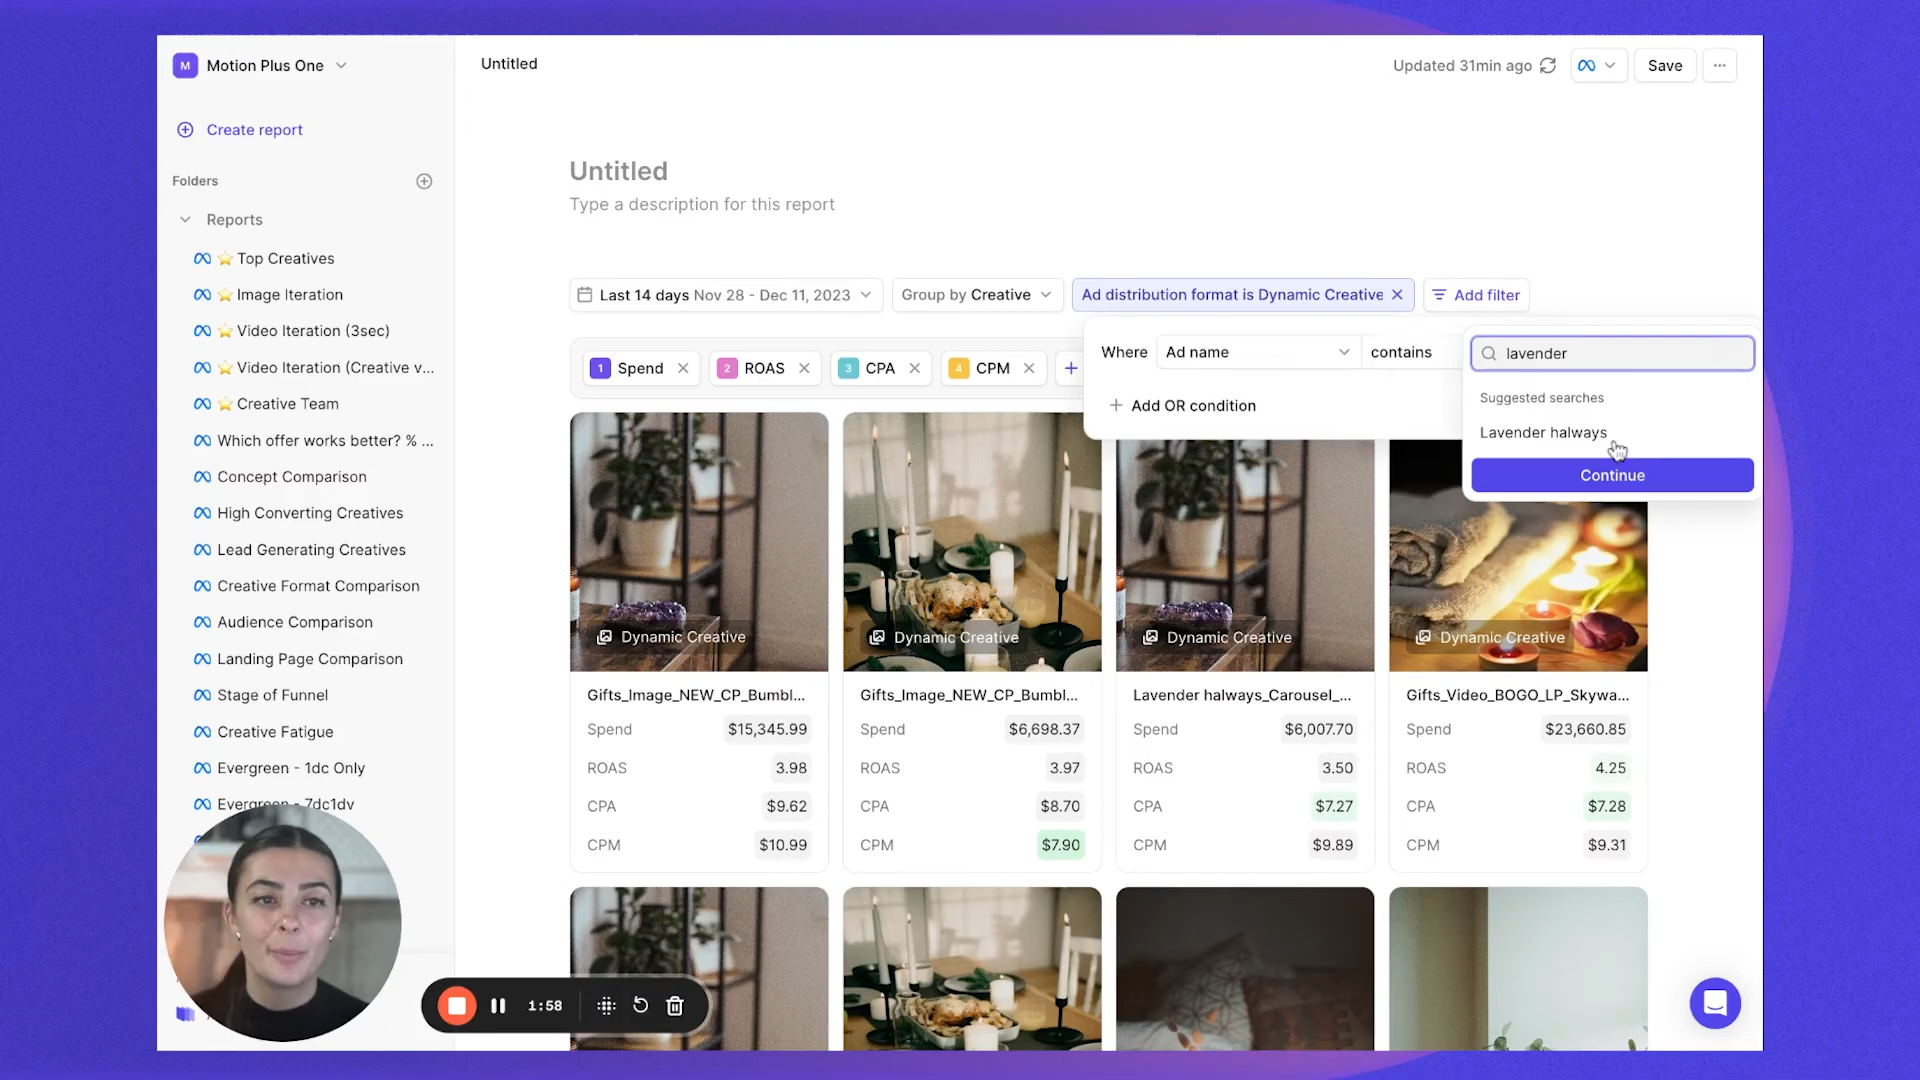 M Motion Plus One
Untitled
Updated 31min ago
Save
Create report
Folders
Reports
Top Creatives
Image Iteration
Video Iteration (3sec)
Video Iteration (Creative v...
Creative Team
Which offer works better? % ...
Concept Comparison
High Converting Creatives
Lead Generating Creatives
Creative Format Comparison
Audience Comparison
Landing Page Comparison
Stage of Funnel
Creative Fatigue
Evergreen - 1dc Only
Evergreen - 7dc1dv
Untitled
Type a description for this report
Last 14 days Nov 28 - Dec 11, 2023
Group by Creative
Ad distribution format is Dynamic Creative
Add filter
1 Spend
2 ROAS
3 CPA
4 CPM
Where Ad name contains
Add OR condition
lavender
Suggested searches
Lavender halways
Continue
Dynamic Creative
Gifts_Image_NEW_CP_Bumbl...
Spend $15,345.99
ROAS 3.98
CPA $9.62
CPM $10.99
Dynamic Creative
Gifts_Image_NEW_CP_Bumbl...
Spend $6,698.37
ROAS 3.97
CPA $8.70
CPM $7.90
Dynamic Creative
Lavender halways_Carousel_...
Spend $6,007.70
ROAS 3.50
CPA $7.27
CPM $9.89
Dynamic Creative
Gifts_Video_BOGO_LP_Skywa...
Spend $23,660.85
ROAS 4.25
CPA $7.28
CPM $9.31
1:58